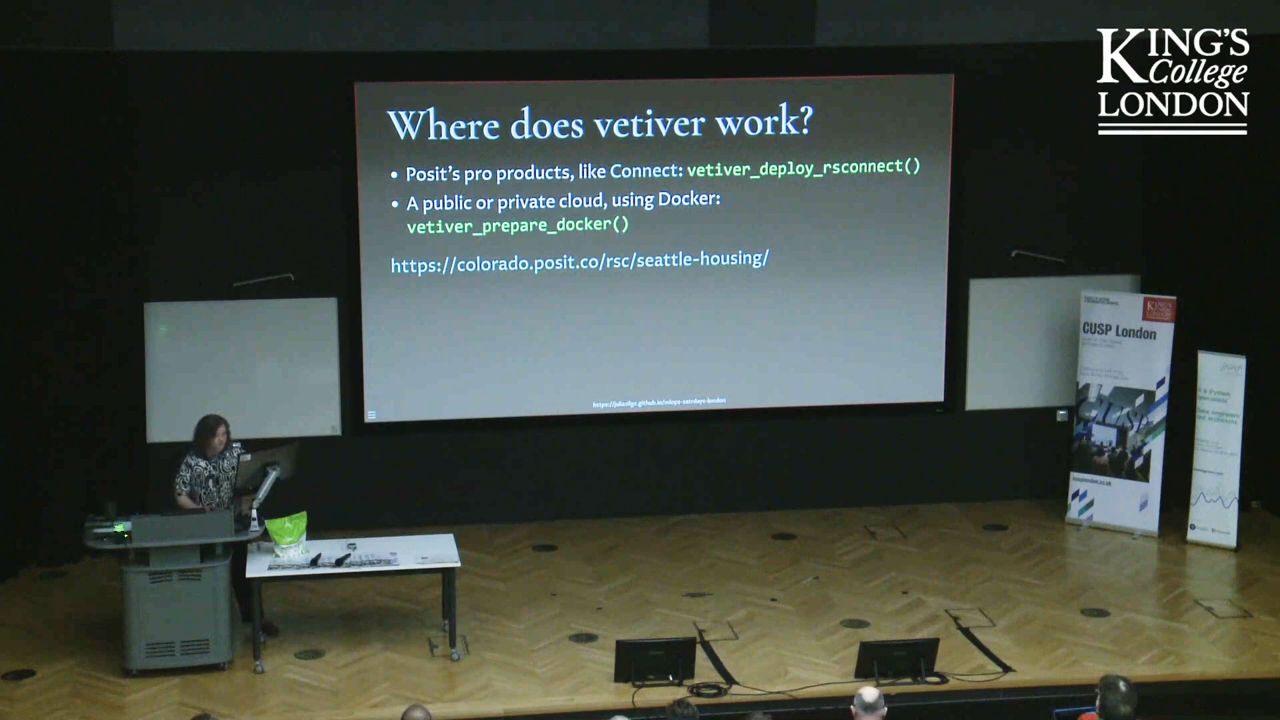 KING'S
College
LONDON
Where does vetiver work?
• Posit's pro products, like Connect: vetiver_deploy_rsconnect()
• A public or private cloud, using Docker:
vetiver_prepare_docker()
https://colorado.posit.co/rsc/seattle-housing/
KING'S
CUSP London